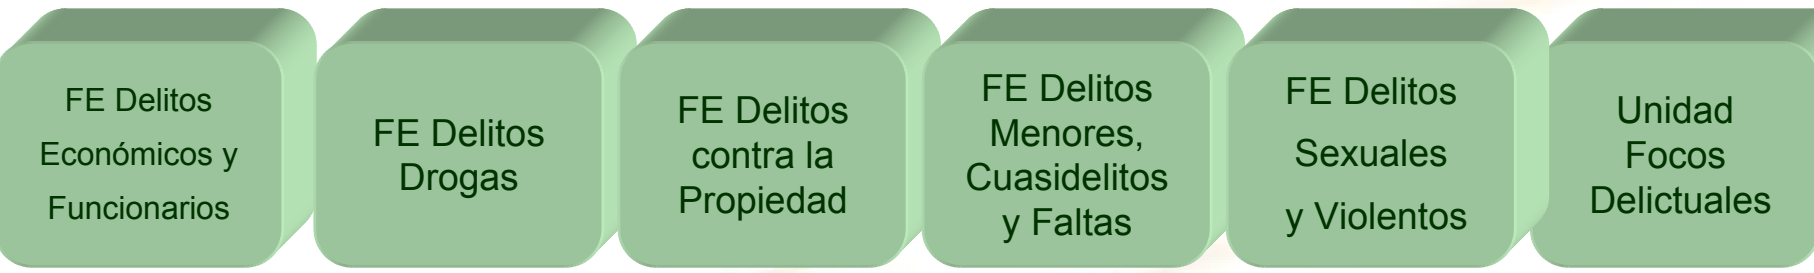 FE Delitos
Económicos y
Funcionarios
FE Delitos
Drogas
FE Delitos
contra la
Propiedad
FE Delitos
Menores,
Cuasidelitos
y Faltas
FE Delitos
Sexuales
y Violentos
Unidad
Focos
Delictuales